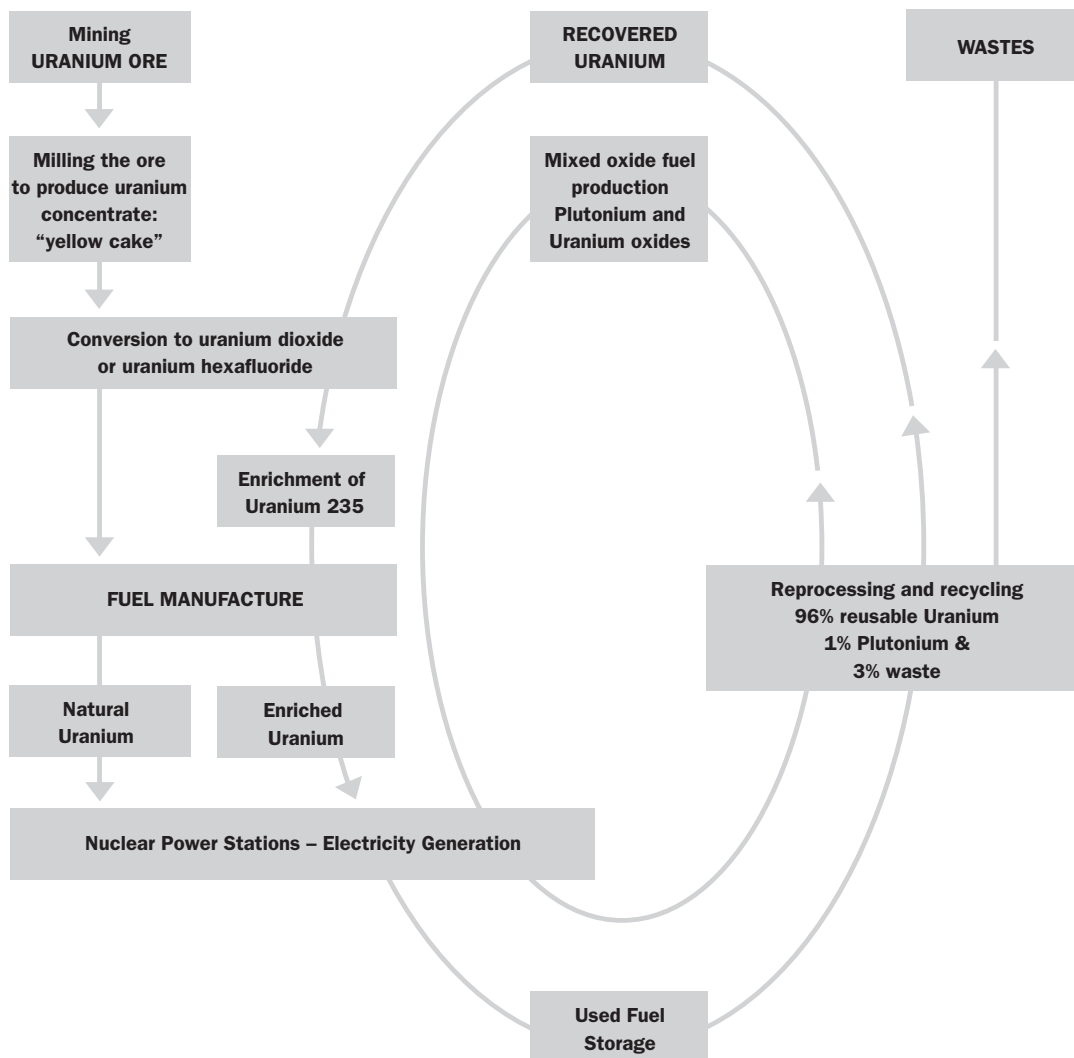 Mining
URANIUM ORE
Milling the ore
to produce uranium
concentrate:
“yellow cake”
Conversion to uranium dioxide
or uranium hexafluoride
Enrichment of
Uranium 235
FUEL MANUFACTURE
Natural
Uranium
Enriched
Uranium
Nuclear Power Stations – Electricity Generation
RECOVERED
URANIUM
Mixed oxide fuel
production
Plutonium and
Uranium oxides
Used Fuel
Storage
WASTES
Reprocessing and recycling
96% reusable Uranium
1% Plutonium &
3% waste